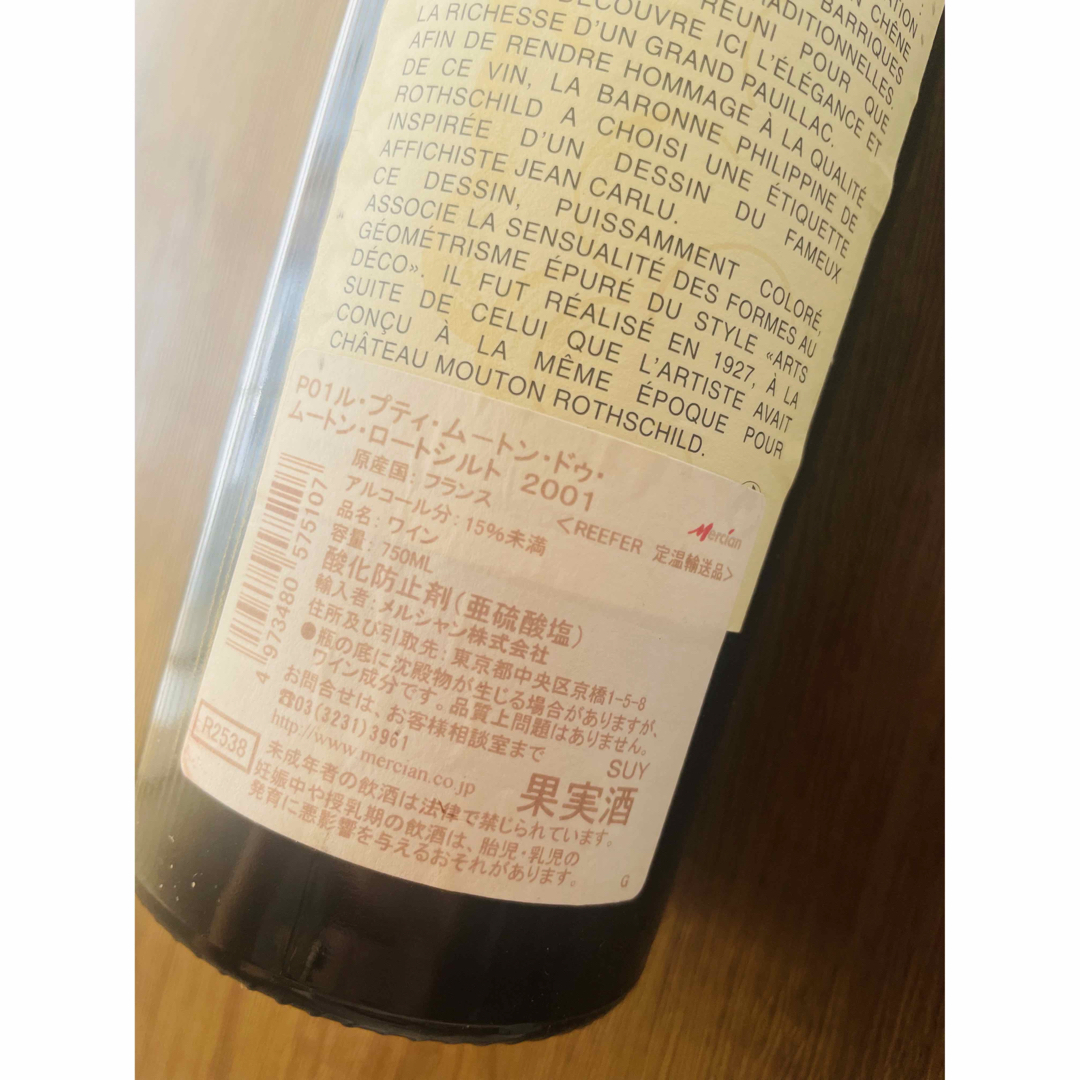 ATION :
N CHÊNE
BARRIQUES
RÉUNI POUR QUE
ADITIONNELLES,
DÉCOUVRE ICI L'ÉLÉGANCE ET
LA RICHESSE D'UN GRAND PAUILLAC.
AFIN DE RENDRE HOMMAGE À LA QUALITÉ
DE CE VIN, LA BARONNE PHILIPPINE DE
ROTHSCHILD A CHOISI UNE ÉTIQUETTE
INSPIRÉE D'UN DESSIN DU FAMEUX
AFFICHISTE JEAN CARLU.
CE DESSIN, PUISSAMMENT COLORÉ,
ASSOCIE LA SENSUALITÉ DES FORMES AU
GÉOMÉTRISME ÉPURÉ DU STYLE «ARTS
DÉCO». IL FUT RÉALISÉ EN 1927, À LA
SUITE DE CELUI QUE L'ARTISTE AVAIT
CONÇU À LA MÊME ÉPOQUE POUR
CHÂTEAU MOUTON ROTHSCHILD.
P01ル・プティ・ムートン・ドゥ・
ムートン・ロートシルト 2001
原産国:フランス
Mercian
アルコール分:15%未満
<REEFER 定温輸送品>
品名:ワイン
容量:750ML
酸化防止剤(亜硫酸塩)
輸入者:メルシャン株式会社
住所及び引取先:東京都中央区京橋1-5-8
●瓶の底に沈殿物が生じる場合がありますが、
ワイン成分です。品質上問題はありません。
お問合せは、お客様相談室まで
☎03(3231)3961
SUY
http://www.mercian.co.jp
果実酒
未成年者の飲酒は法律で禁じられています。
妊娠中や授乳期の飲酒は、胎児・乳児の
発育に悪影響を与えるおそれがあります。
G
R2538
4 973480 575107